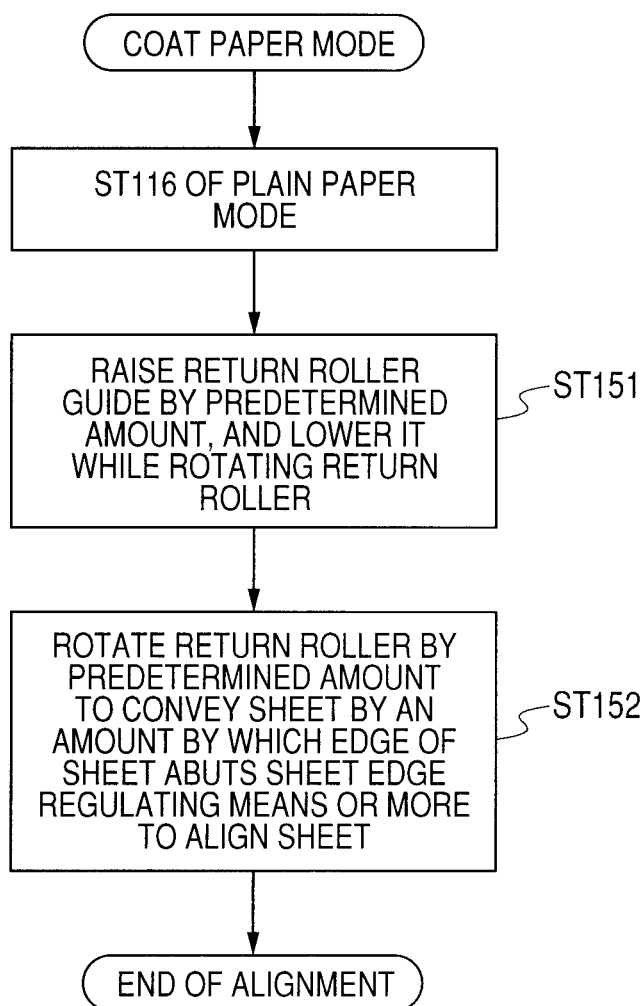 COAT PAPER MODE
ST116 OF PLAIN PAPER
MODE
RAISE RETURN ROLLER
GUIDE BY PREDETERMINED
AMOUNT, AND LOWER IT
WHILE ROTATING RETURN
ROLLER
ST151
ROTATE RETURN ROLLER BY
PREDETERMINED AMOUNT
TO CONVEY SHEET BY AN
AMOUNT BY WHICH EDGE OF
SHEET ABUTS SHEET EDGE
REGULATING MEANS OR MORE
TO ALIGN SHEET
ST152
END OF ALIGNMENT